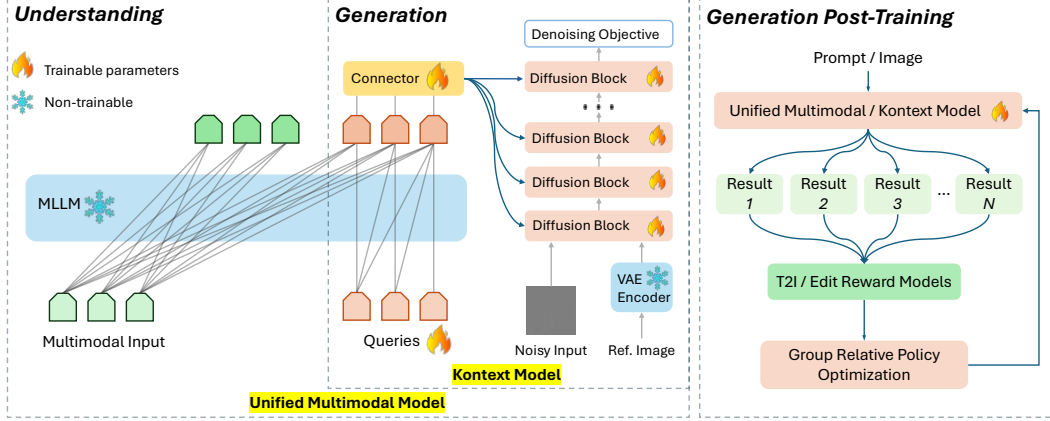 Understanding
Trainable parameters
Non-trainable
MLLM
Multimodal Input
Generation
Connector
Queries
Denoising Objective
Diffusion Block
Diffusion Block
Diffusion Block
Diffusion Block
VAE
Encoder
Noisy Input
Ref. Image
Kontext Model
Unified Multimodal Model
Generation Post-Training
Prompt / Image
Unified Multimodal / Kontext Model
Result
1
Result
2
Result
3
...
Result
N
T2I / Edit Reward Models
Group Relative Policy
Optimization